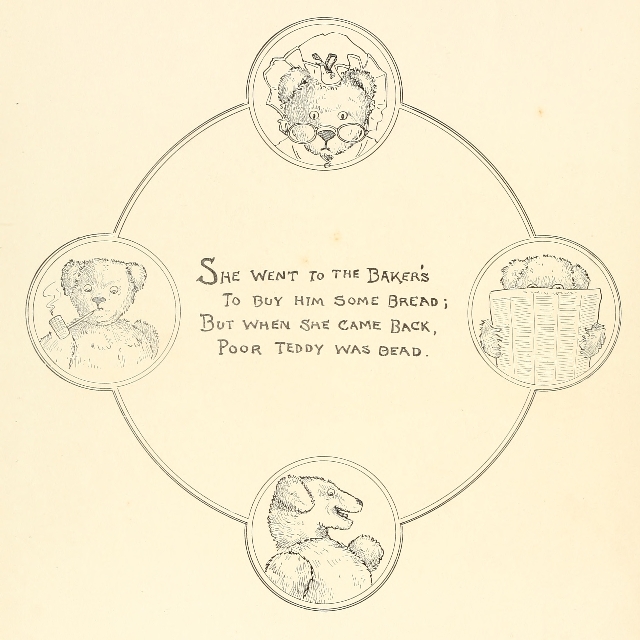 SHE WENT TO THE BAKER'S
TO BUY HIM SOME BREAD;
BUT WHEN SHE CAME BACK,
POOR TEDDY WAS DEAD.